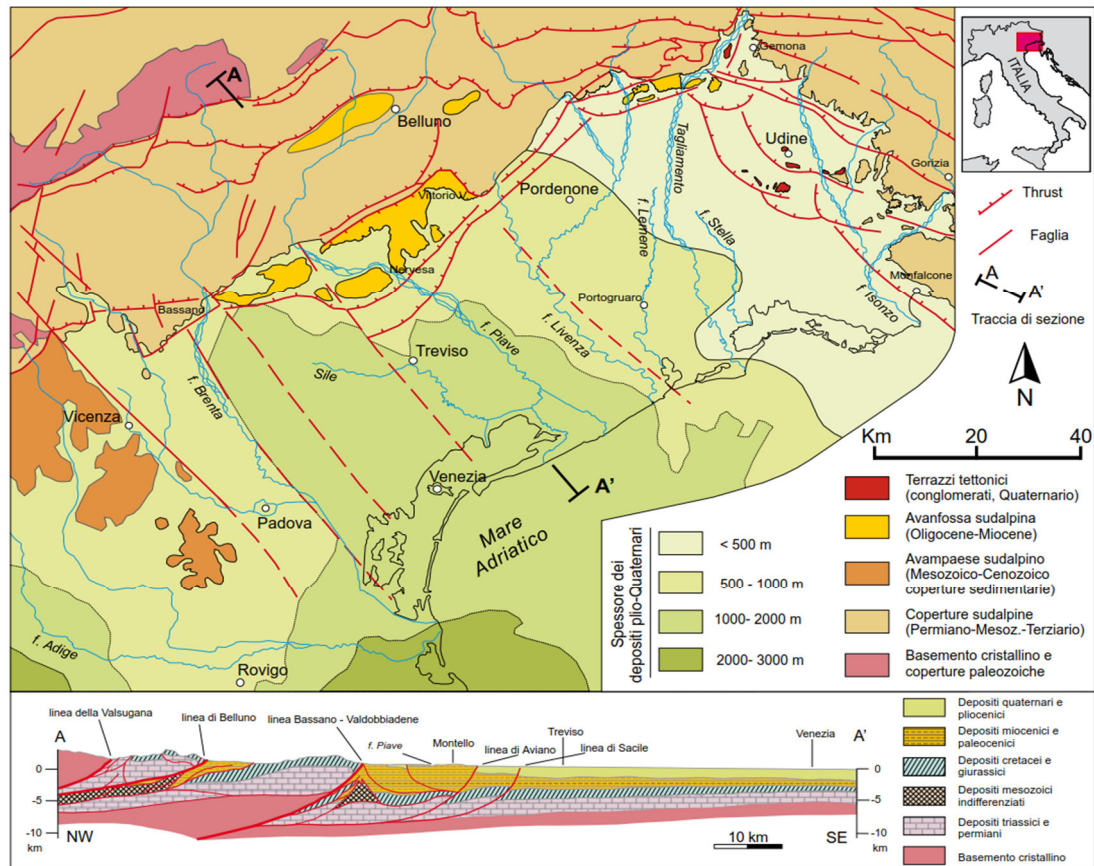 A
Belluno
Gemona
Udine
Gorizia
Tagliamento
Vittorio V.
Pordenone
f. Lemene
f. Stella
Nervesa
Monfalcone
f. Isonzo
Bassano
Portogruaro
f. Piave
f. Livenza
Treviso
Sile
f. Brenta
Vicenza
Venezia
A'
Padova
Mare
Adriatico
f. Adige
Rovigo
ITALIA
Thrust
Faglia
A
A'
Traccia di sezione
N
Km 20 40
Terrazzi tettonici
(conglomerati, Quaternario)
Avanfossa sudalpina
(Oligocene-Miocene)
Avampaese sudalpino
(Mesozoico-Cenozoico
coperture sedimentarie)
Coperture sudalpine
(Permiano-Mesoz.-Terziario)
Basamento cristallino e
coperture paleozoiche
Spessore dei
depositi plio-Quaternari
< 500 m
500 - 1000 m
1000- 2000 m
2000- 3000 m
linea della Valsugana
linea di Belluno
linea Bassano - Valdobbiadene
f. Piave
Montello
linea di Aviano
Treviso
linea di Sacile
Venezia
A
A'
0
-5
-10
km
NW
10 km
SE
0
-5
-10
km
Depositi quaternari e
pliocenici
Depositi miocenici e
paleocenici
Depositi cretacei e
giurassici
Depositi mesozoici
indifferenziati
Depositi triassici e
permiani
Basamento cristallino